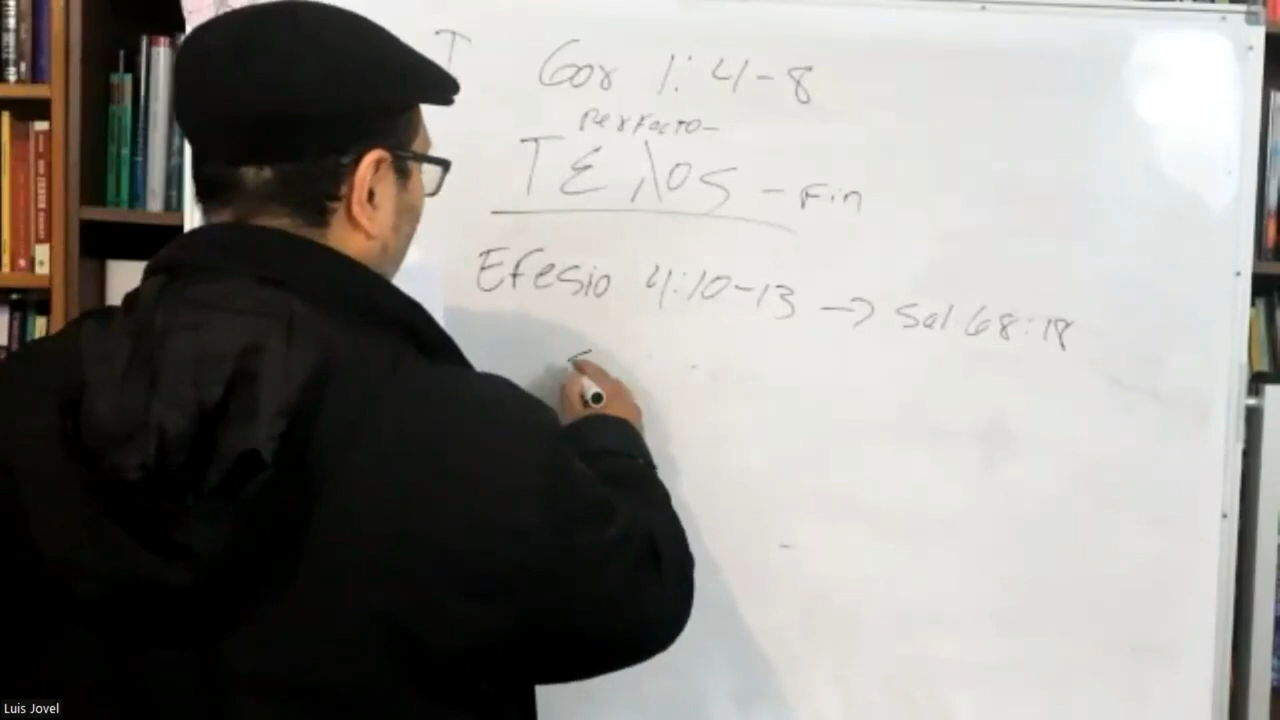 I Cor 1:4-8
Perfecto-
Τελος - Fin
Efesio 4:10-13 → Sal 68:18
Luis Jovel